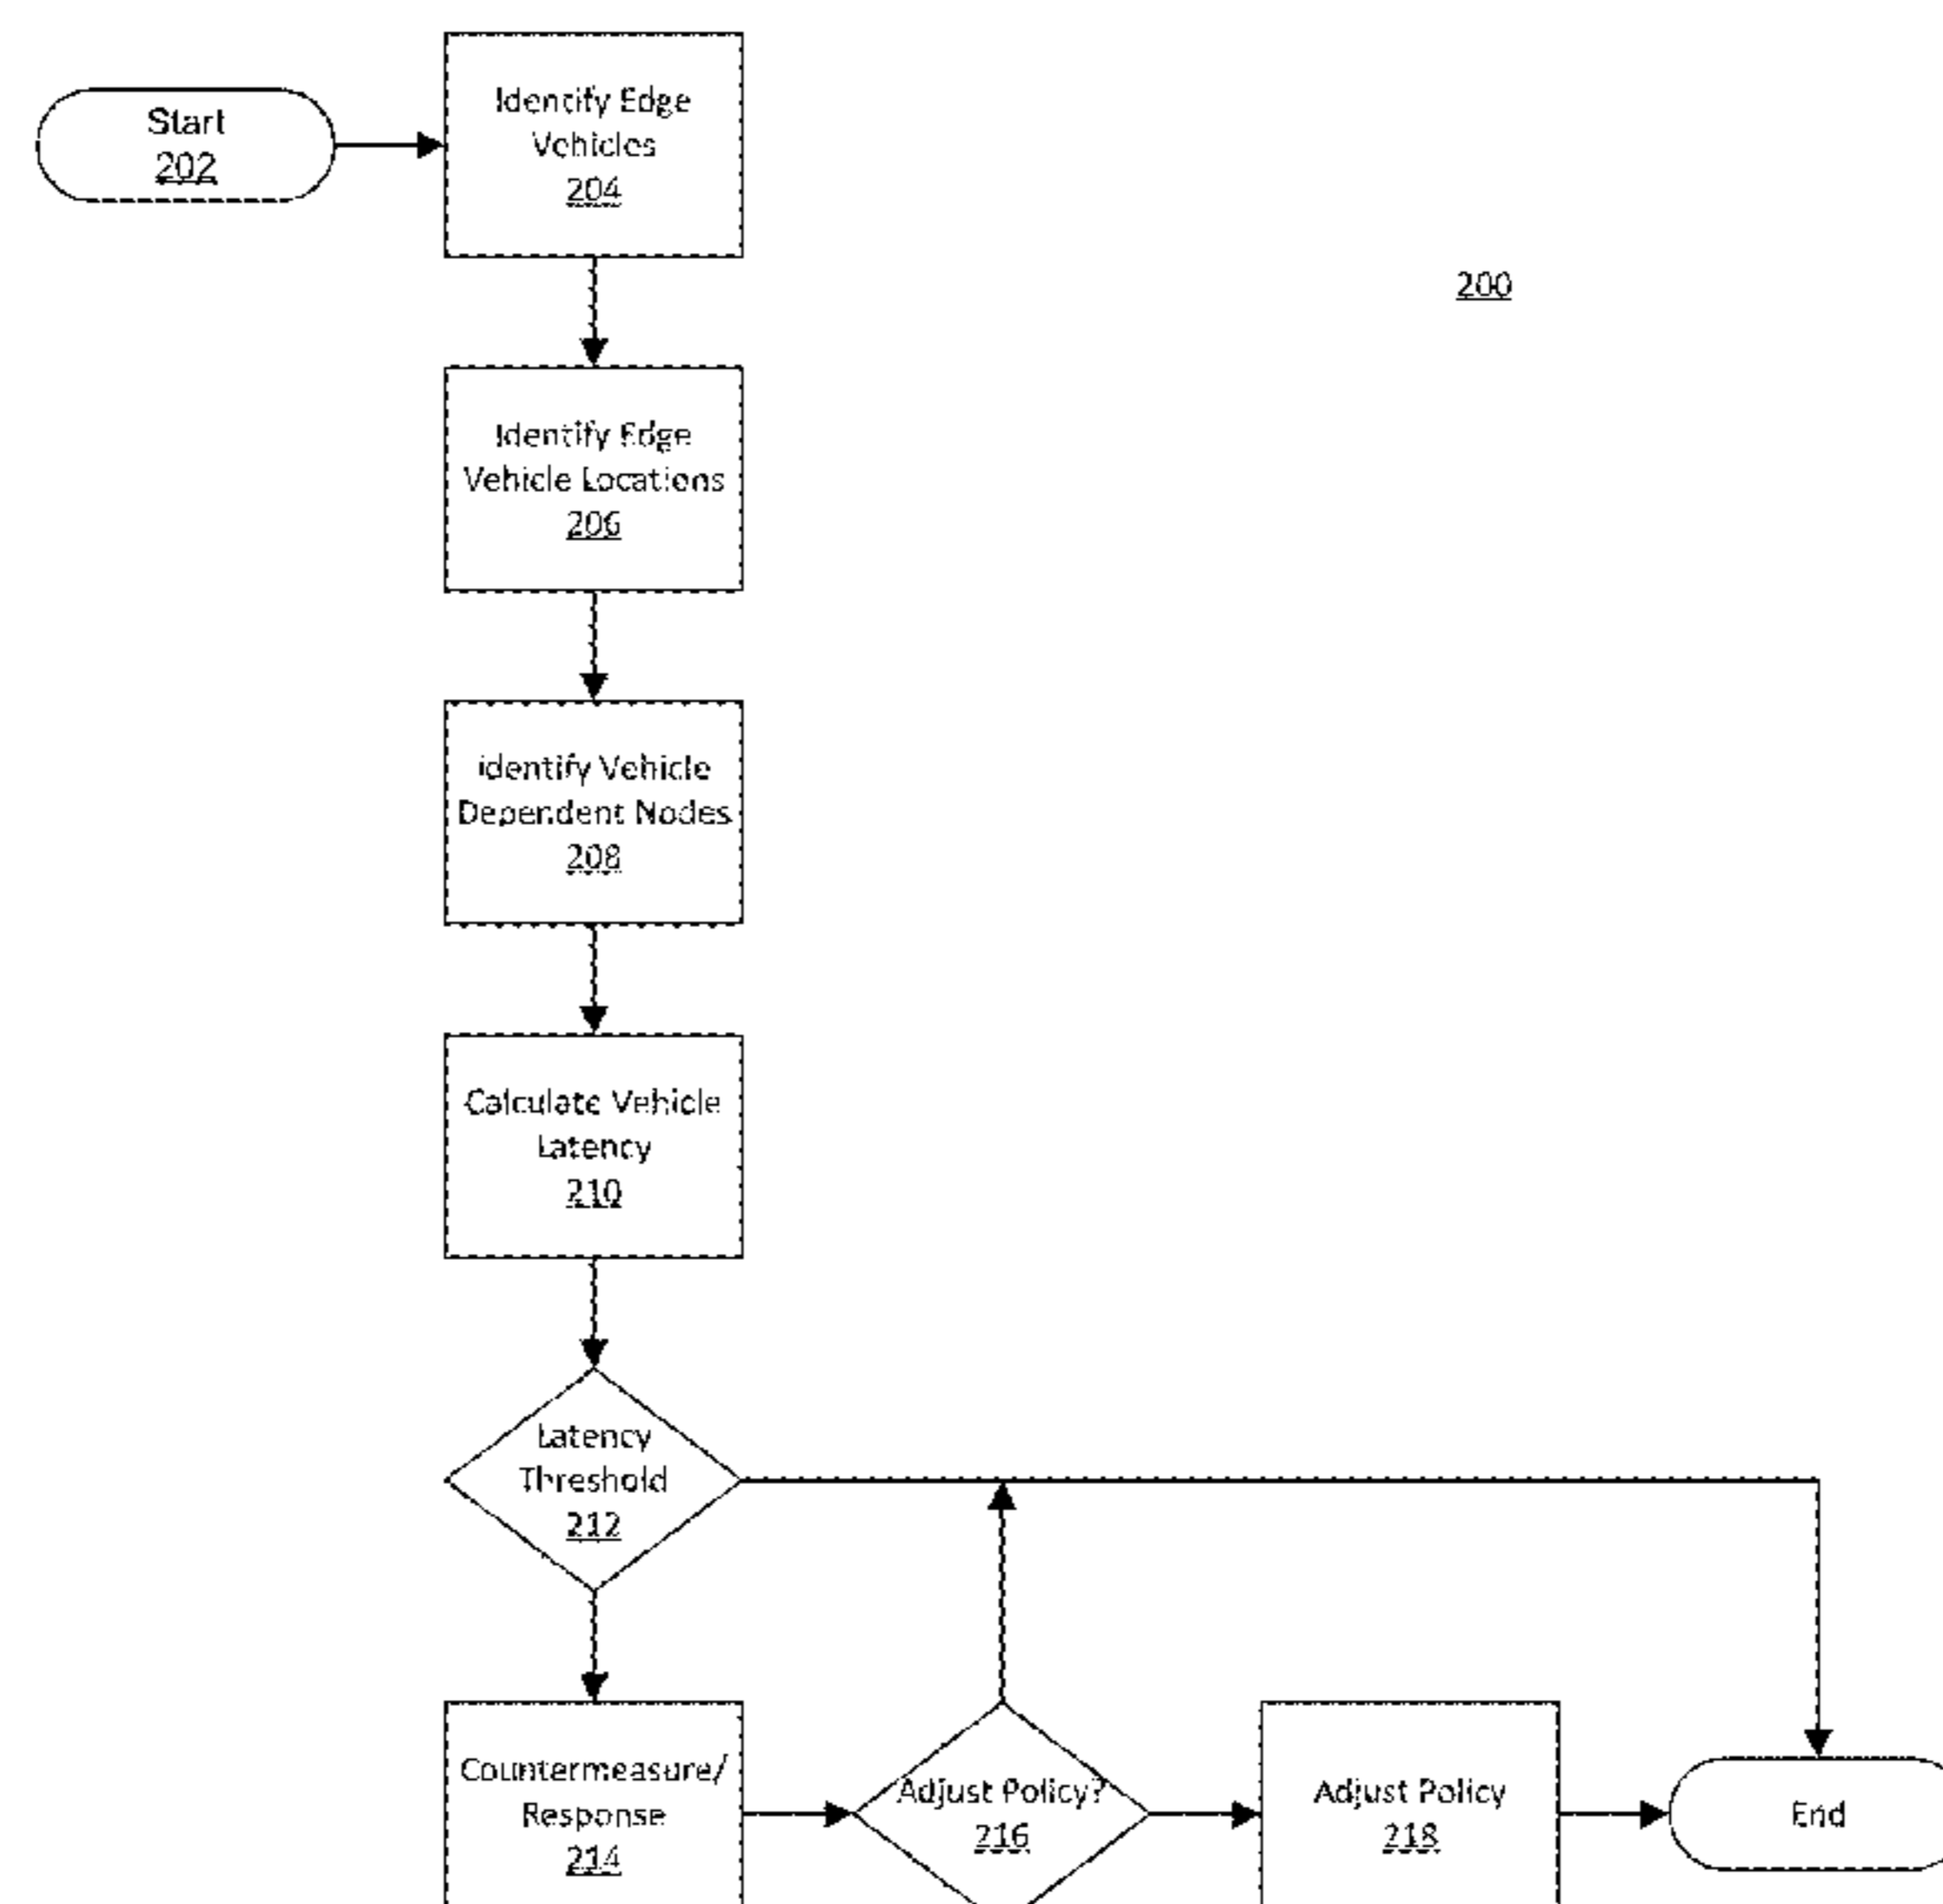 Start
202
Identify Edge
Vehicles
204
200
Identify Edge
Vehicle Locations
206
identify Vehicle
Dependent Nodes
208
Calculate Vehicle
Latency
210
Latency
Threshold
212
Countermeasure/
Response
214
Adjust Policy?
216
Adjust Policy
218
End